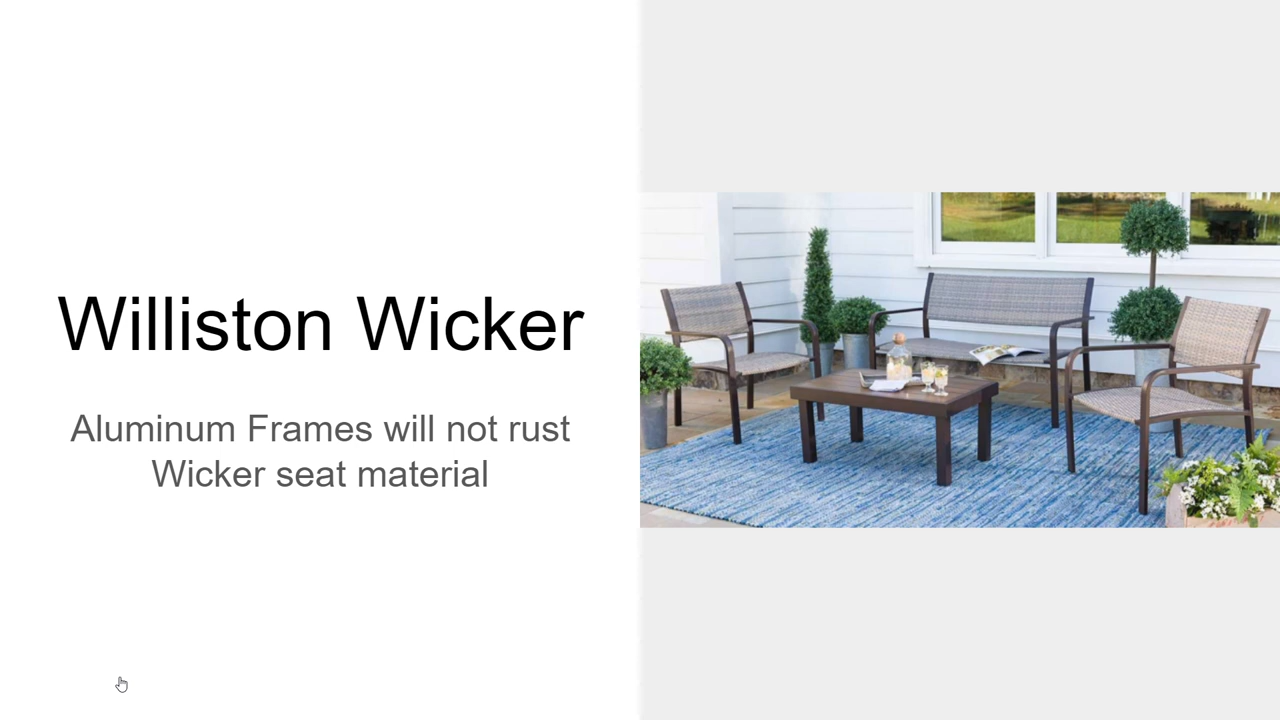 Williston Wicker
Aluminum Frames will not rust
Wicker seat material